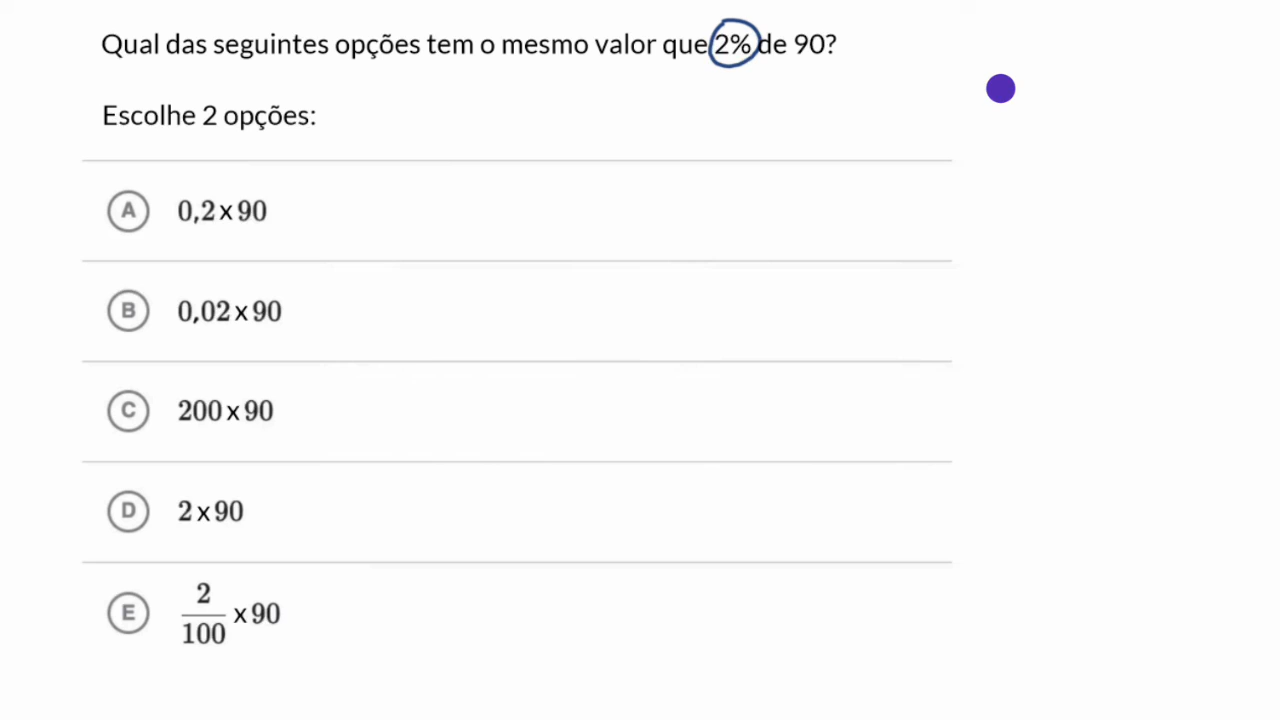 Qual das seguintes opções tem o mesmo valor que 2% de 90?
Escolhe 2 opções:
A 0,2 x 90
B 0,02 x 90
C 200 x 90
D 2 x 90
E 2/100 x 90